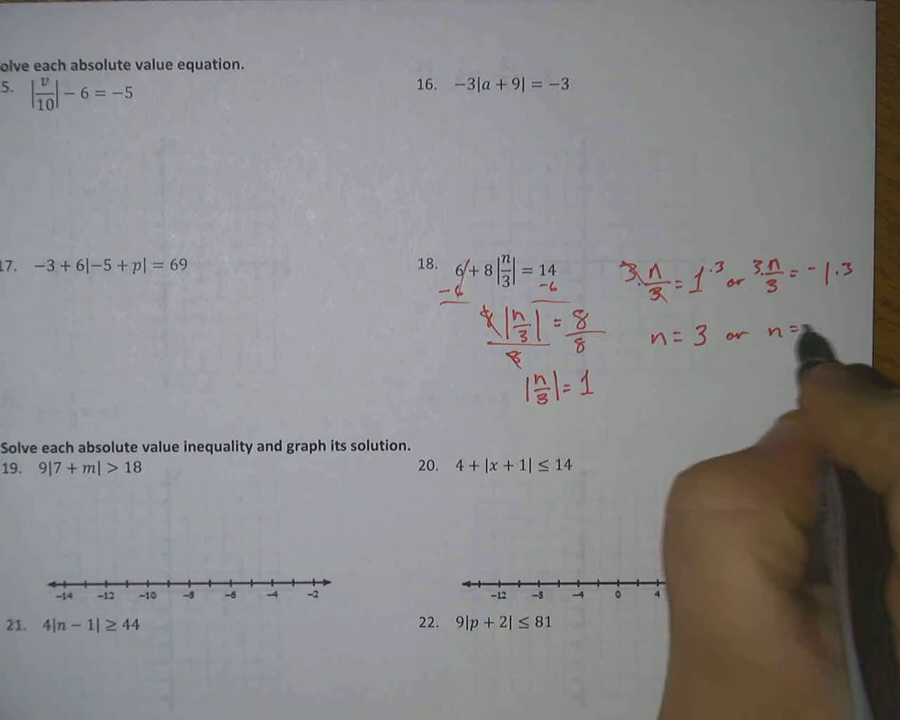 olve each absolute value equation.
5. |v/10| − 6 = −5
16. −3|a + 9| = −3
17. −3 + 6|−5 + p| = 69
18. 6 + 8|n/3| = 14
−6 −6
8|n/3| = 8
8 8
|n/3| = 1
3·n/3 = 1·3 or 3·n/3 = −1·3
n = 3 or n =
Solve each absolute value inequality and graph its solution.
19. 9|7 + m| > 18
20. 4 + |x + 1| ≤ 14
−14 −12 −10 −8 −6 −4 −2
−12 −8 −4 0 4
21. 4|n − 1| ≥ 44
22. 9|p + 2| ≤ 81